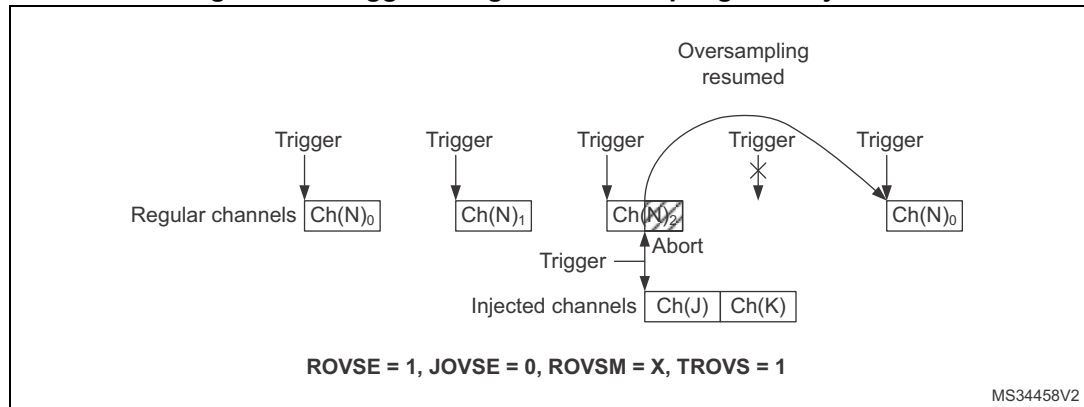 Oversampling
resumed
Trigger Trigger Trigger Trigger Trigger
Regular channels Ch(N)₀ Ch(N)₁ Ch(N)₂ Ch(N)₀
Abort
Trigger
Injected channels Ch(J) Ch(K)
ROVSE = 1, JOVSE = 0, ROVSM = X, TROVS = 1
MS34458V2